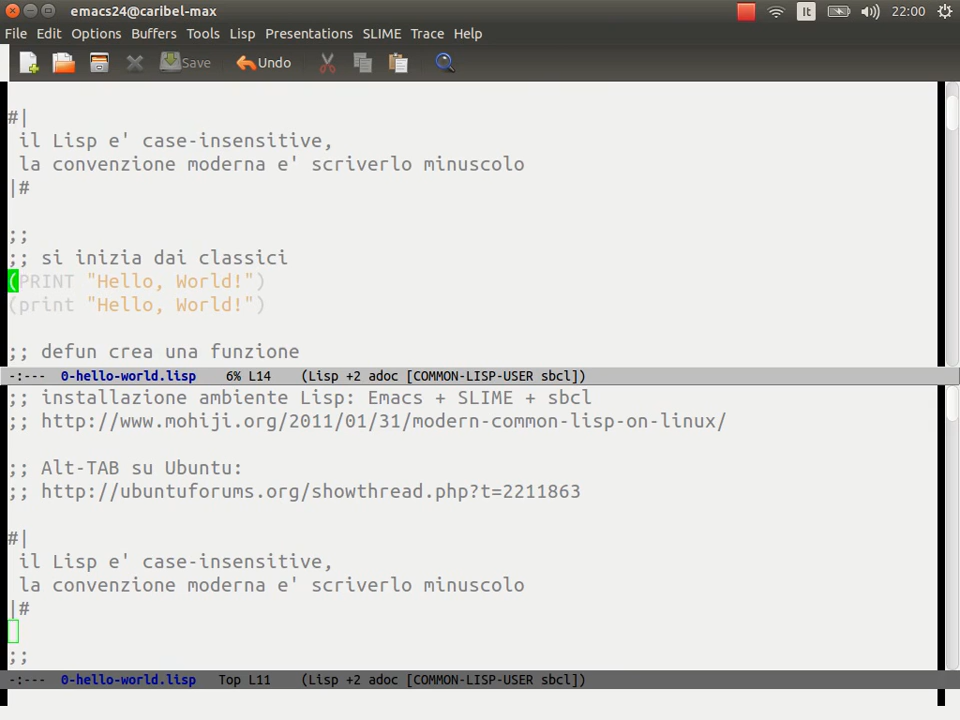 emacs24@caribel-max
It
22:00
File Edit Options Buffers Tools Lisp Presentations SLIME Trace Help
Save
Undo
#|
il Lisp e' case-insensitive,
la convenzione moderna e' scriverlo minuscolo
|#
;;
;; si inizia dai classici
(PRINT "Hello, World!")
(print "Hello, World!")
;; defun crea una funzione
-:--- 0-hello-world.lisp 6% L14 (Lisp +2 adoc [COMMON-LISP-USER sbcl])
;; installazione ambiente Lisp: Emacs + SLIME + sbcl
;; http://www.mohiji.org/2011/01/31/modern-common-lisp-on-linux/
;; Alt-TAB su Ubuntu:
;; http://ubuntuforums.org/showthread.php?t=2211863
#|
il Lisp e' case-insensitive,
la convenzione moderna e' scriverlo minuscolo
|#
;;
-:--- 0-hello-world.lisp Top L11 (Lisp +2 adoc [COMMON-LISP-USER sbcl])